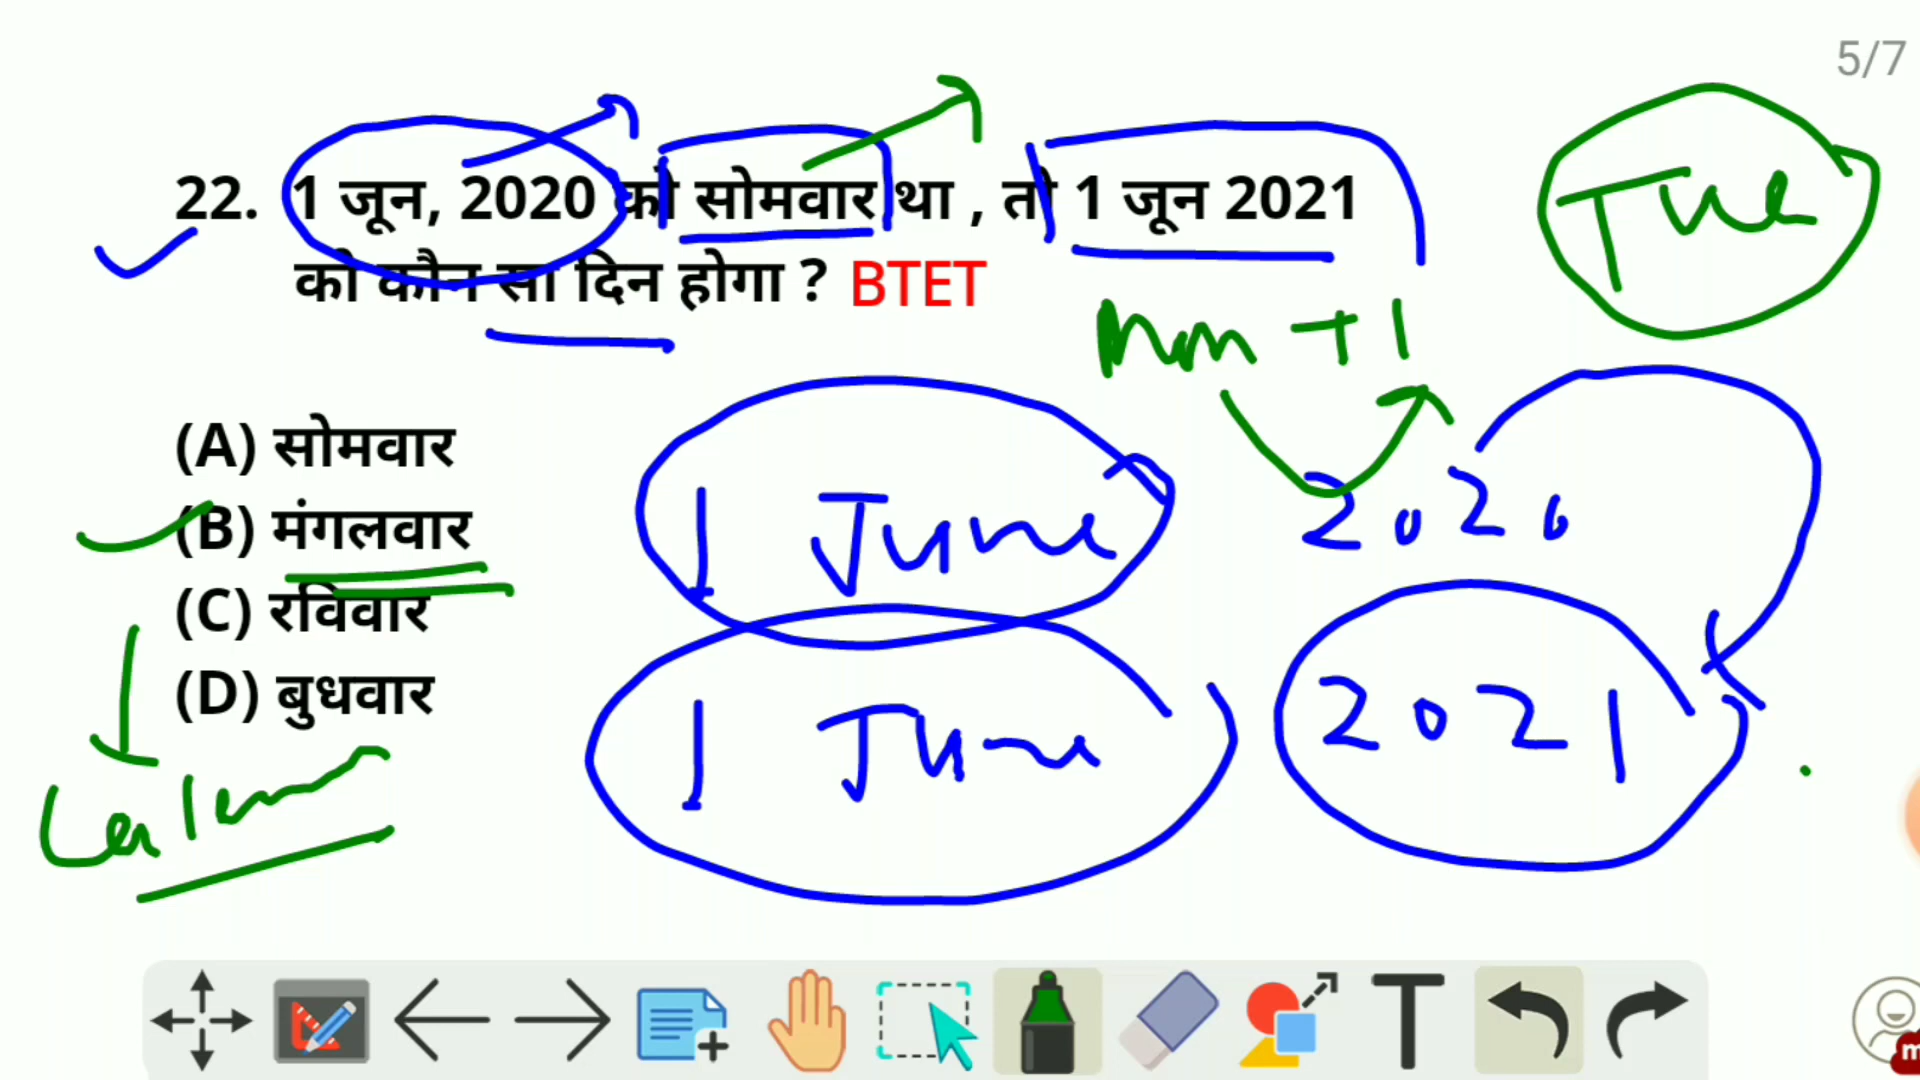 5/7
22. 1 जून, 2020 को सोमवार था , तो 1 जून 2021
को कौन सा दिन होगा ? BTET
Tue
Mon +1
(A) सोमवार
(B) मंगलवार
(C) रविवार
(D) बुधवार
1 June 2020
1 June 2021
T